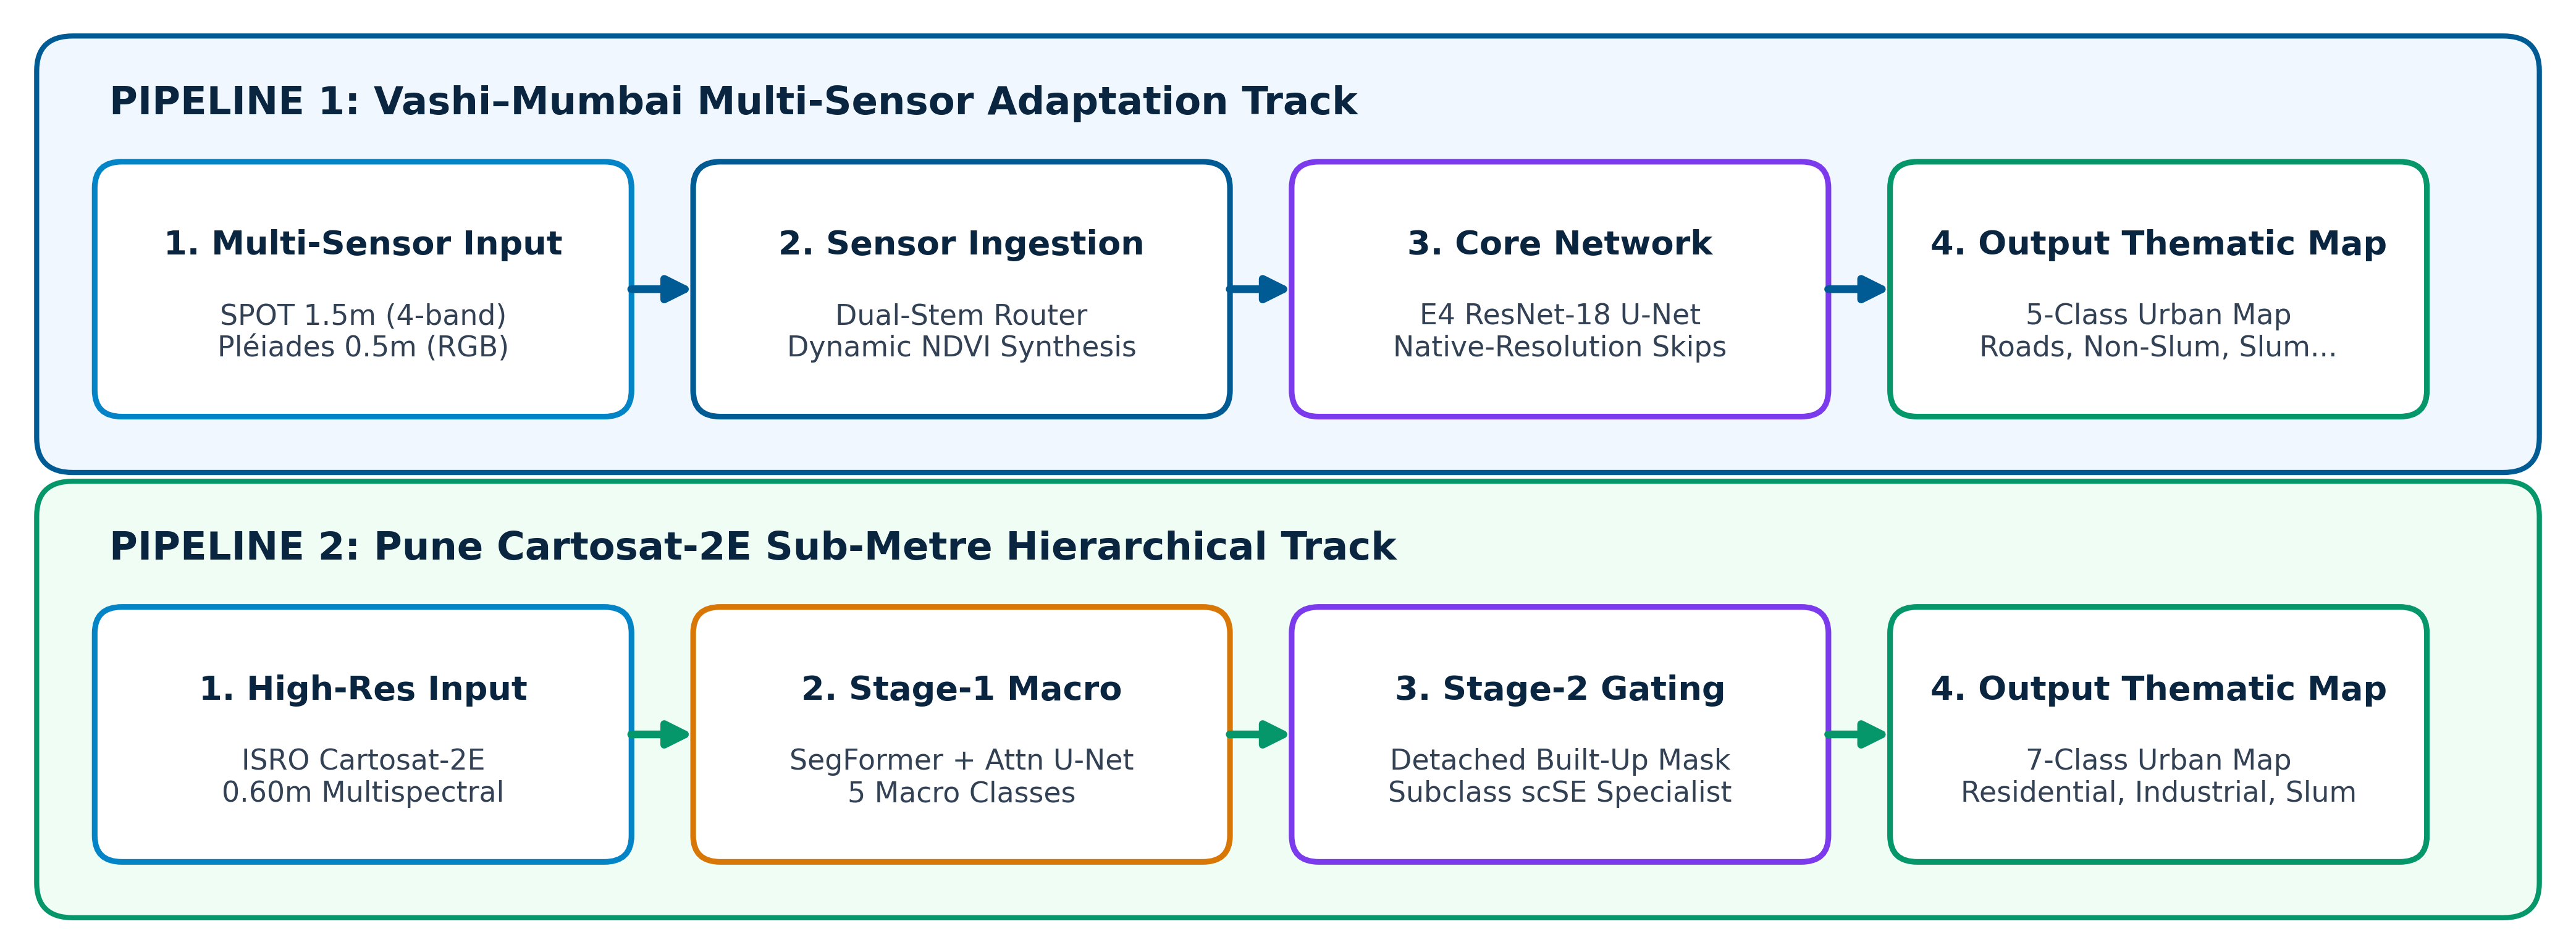 PIPELINE 1: Vashi–Mumbai Multi-Sensor Adaptation Track
1. Multi-Sensor Input
SPOT 1.5m (4-band)
Pléiades 0.5m (RGB)
2. Sensor Ingestion
Dual-Stem Router
Dynamic NDVI Synthesis
3. Core Network
E4 ResNet-18 U-Net
Native-Resolution Skips
4. Output Thematic Map
5-Class Urban Map
Roads, Non-Slum, Slum...
PIPELINE 2: Pune Cartosat-2E Sub-Metre Hierarchical Track
1. High-Res Input
ISRO Cartosat-2E
0.60m Multispectral
2. Stage-1 Macro
SegFormer + Attn U-Net
5 Macro Classes
3. Stage-2 Gating
Detached Built-Up Mask
Subclass scSE Specialist
4. Output Thematic Map
7-Class Urban Map
Residential, Industrial, Slum